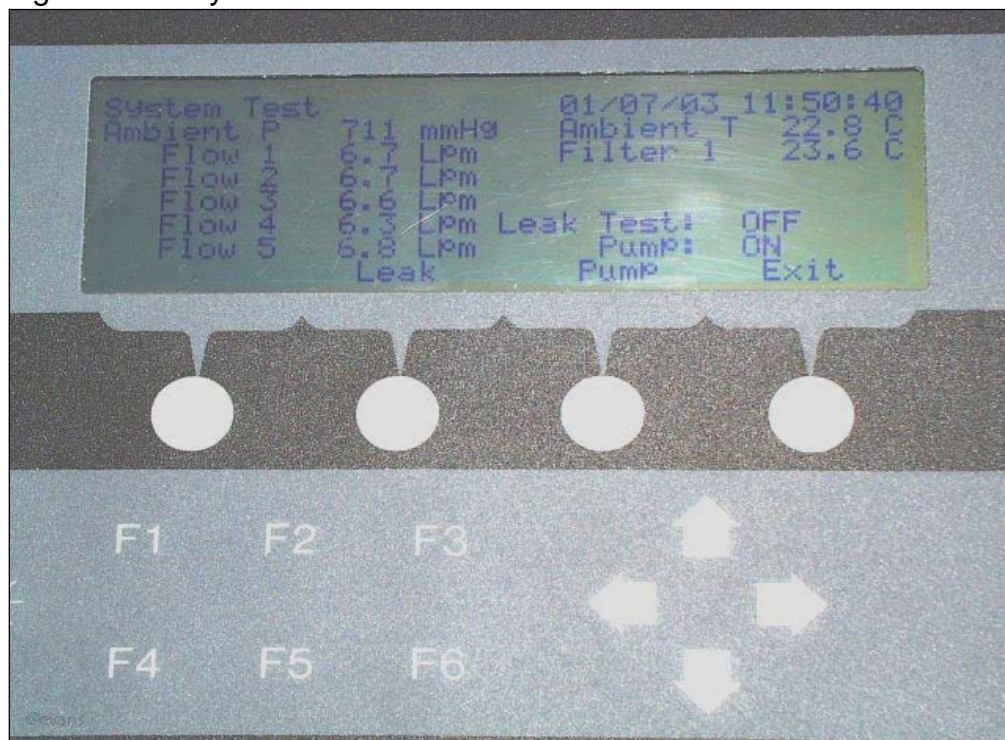 System Test 01/07/03 11:50:40
Ambient P 711 mmHg Ambient T 22.8 C
Flow 1 6.7 Lpm Filter 1 23.6 C
Flow 2 6.7 Lpm
Flow 3 6.6 Lpm
Flow 4 6.3 Lpm Leak Test: OFF
Flow 5 6.8 Lpm Pump: ON
Leak Pump Exit
F1 F2 F3
F4 F5 F6